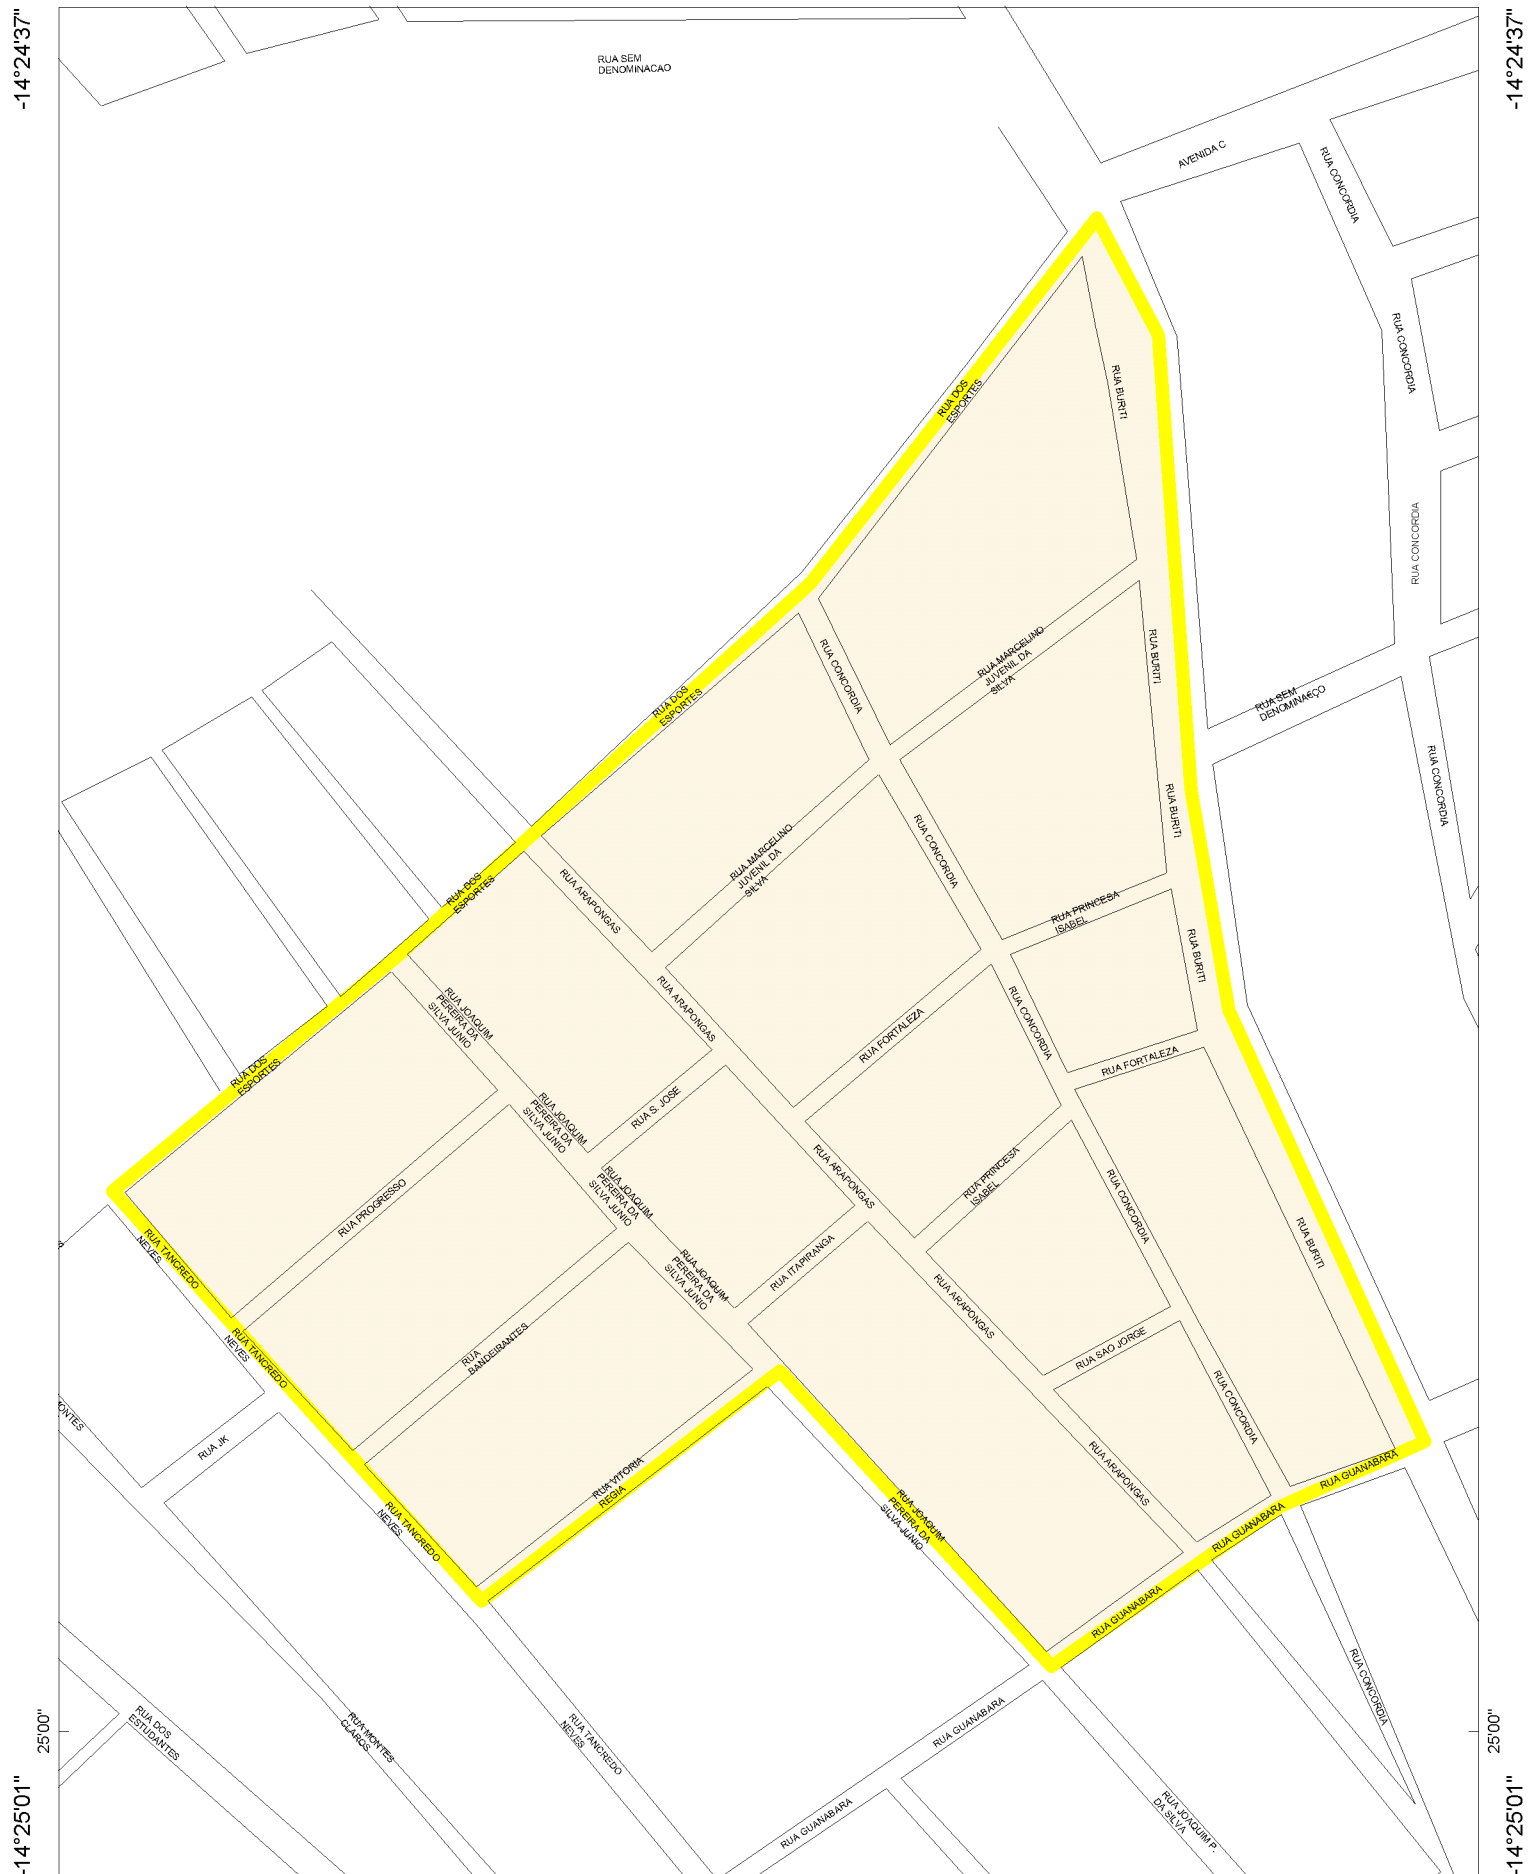 -14°24'37"
-14°24'37"
RUA SEM
DENOMINACAO
AVENIDA C
RUA CONCORDIA
RUA CONCORDIA
RUA DOS
ESPORTES
RUA BURITI
RUA CONCORDIA
RUA MARCELINO
JUVENIL DA
SILVA
RUA BURITI
RUA CONCORDIA
RUA DOS
ESPORTES
RUA SEM
DENOMINAÇÇO
RUA CONCORDIA
RUA BURITI
RUA MARCELINO
JUVENIL DA
SILVA
RUA CONCORDIA
RUA DOS
ESPORTES
RUA ARAPONGAS
RUA PRINCESA
ISABEL
RUA BURITI
RUA ARAPONGAS
RUA JOAQUIM
PEREIRA DA
SILVA JUNIO
RUA FORTALEZA
RUA CONCORDIA
RUA FORTALEZA
RUA DOS
ESPORTES
RUA JOAQUIM
PEREIRA DA
SILVA JUNIO
RUA S. JOSE
RUA ARAPONGAS
RUA PRINCESA
ISABEL
RUA CONCORDIA
RUA PROGRESSO
RUA JOAQUIM
PEREIRA DA
SILVA JUNIO
RUA BURITI
RUA TANCREDO
NEVES
RUA JOAQUIM
PEREIRA DA
SILVA JUNIO
RUA ITAPIRANGA
RUA ARAPONGAS
RUA TANCREDO
NEVES
RUA
BANDEIRANTES
RUA SAO JORGE
RUA CONCORDIA
ONTES
RUA JK
RUA VITORIA
REGIA
RUA ARAPONGAS
RUA GUANABARA
RUA TANCREDO
NEVES
RUA JOAQUIM
PEREIRA DA
SILVA JUNIO
RUA GUANABARA
RUA GUANABARA
RUA CONCORDIA
RUA DOS
ESTUDANTES
RUA MONTES
CLAROS
RUA TANCREDO
NEVES
RUA GUANABARA
25'00"
25'00"
RUA GUANABARA
RUA JOAQUIM P.
DA SILVA
-14°25'01"
-14°25'01"